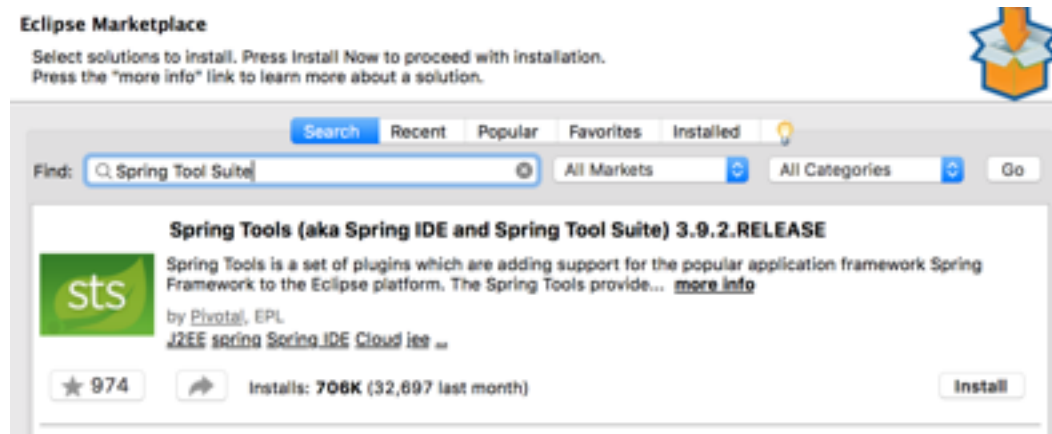 Eclipse Marketplace
Select solutions to install. Press Install Now to proceed with installation.
Press the "more info" link to learn more about a solution.
Search Recent Popular Favorites Installed
Find: Spring Tool Suite All Markets All Categories Go
Spring Tools (aka Spring IDE and Spring Tool Suite) 3.9.2.RELEASE
Spring Tools is a set of plugins which are adding support for the popular application framework Spring
Framework to the Eclipse platform. The Spring Tools provide... more info
sts
by Pivotal, EPL
J2EE spring Spring IDE Cloud jee ...
974 Installs: 706K (32,697 last month) Install